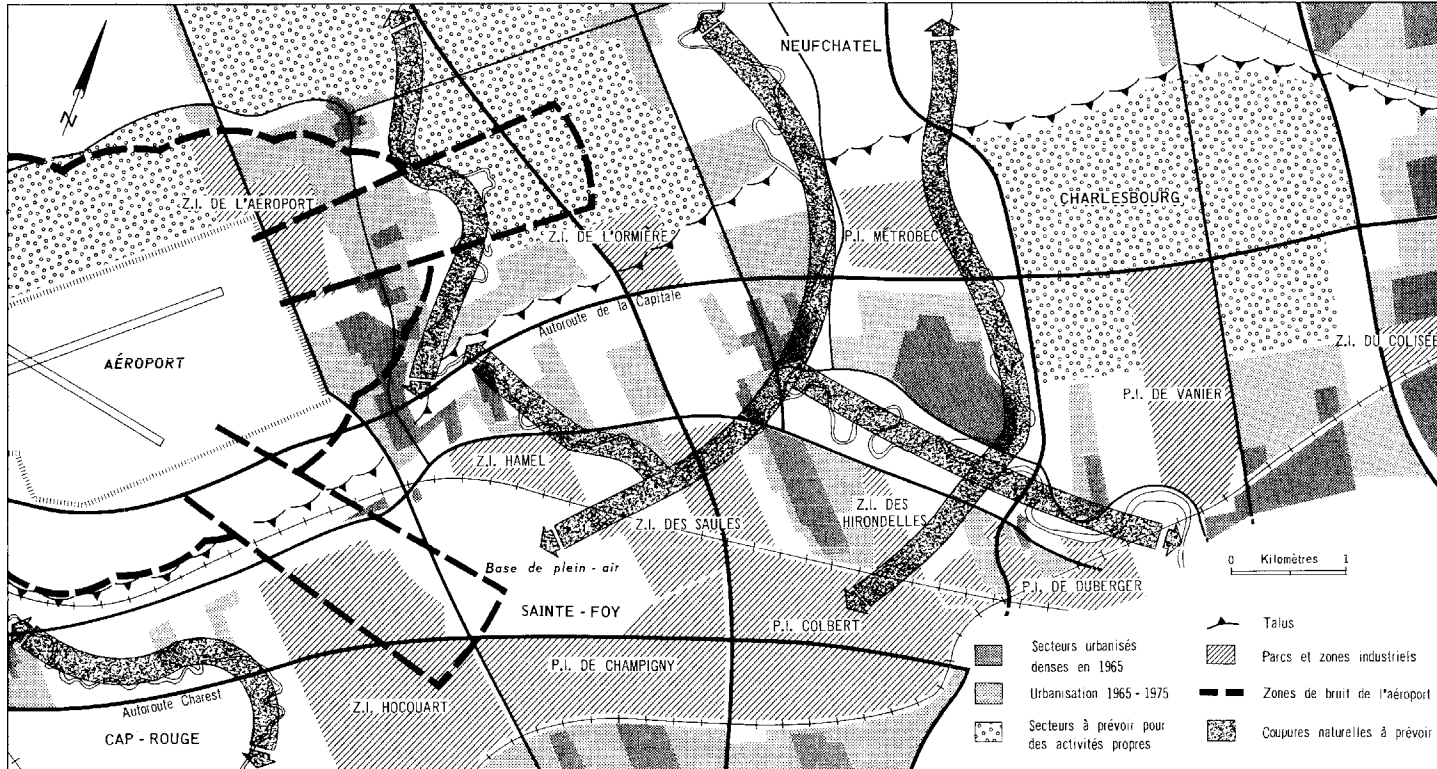 NEUFCHATEL
N
Z.I. DE L'AÉROPORT
CHARLESBOURG
Z.I. DE L'ORMIÈRE
P.I. MÉTROBEC
Autoroute de la Capitale
AÉROPORT
Z.I. DU COLISÉE
P.I. DE VANIER
Z.I. HAMEL
Z.I. DES SAULES
Z.I. DES
HIRONDELLES
Base de plein-air
P.I. DE DUBERGER
SAINTE-FOY
P.I. COLBERT
P.I. DE CHAMPIGNY
Autoroute Charest
Z.I. HOCQUART
CAP-ROUGE
0 Kilomètres 1
Secteurs urbanisés
denses en 1965
Urbanisation 1965-1975
Secteurs à prévoir pour
des activités propres
Talus
Parcs et zones industriels
Zones de bruit de l'aéroport
Coupures naturelles à prévoir